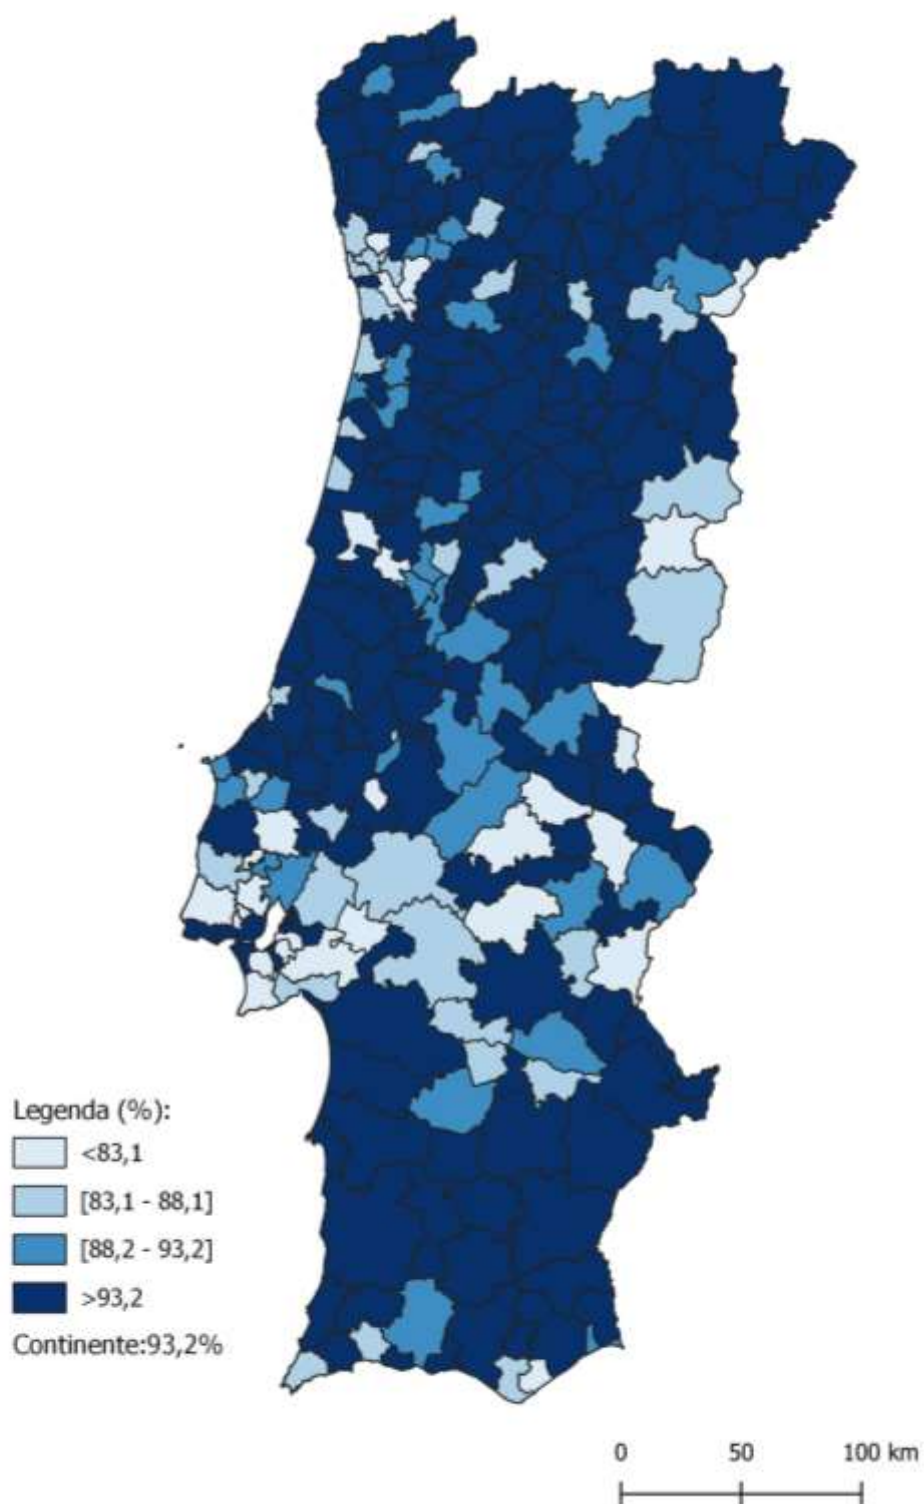 Legenda (%):
<83,1
[83,1 - 88,1]
[88,2 - 93,2]
>93,2
Continente:93,2%
0 50 100 km